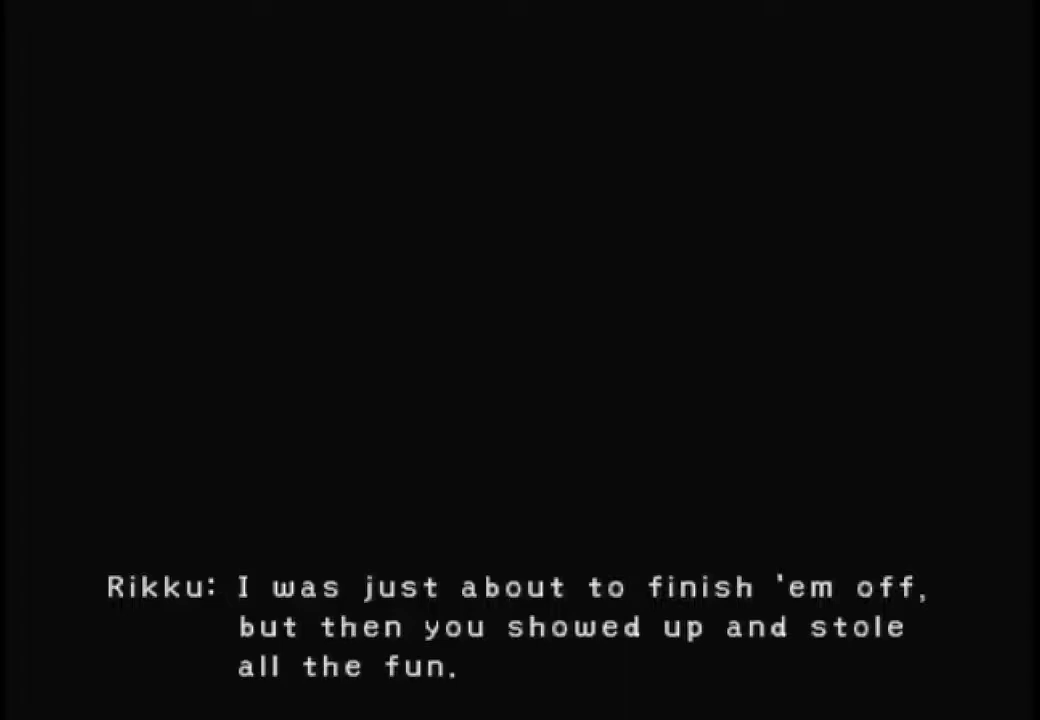 Rikku: I was just about to finish 'em off,
but then you showed up and stole
all the fun.